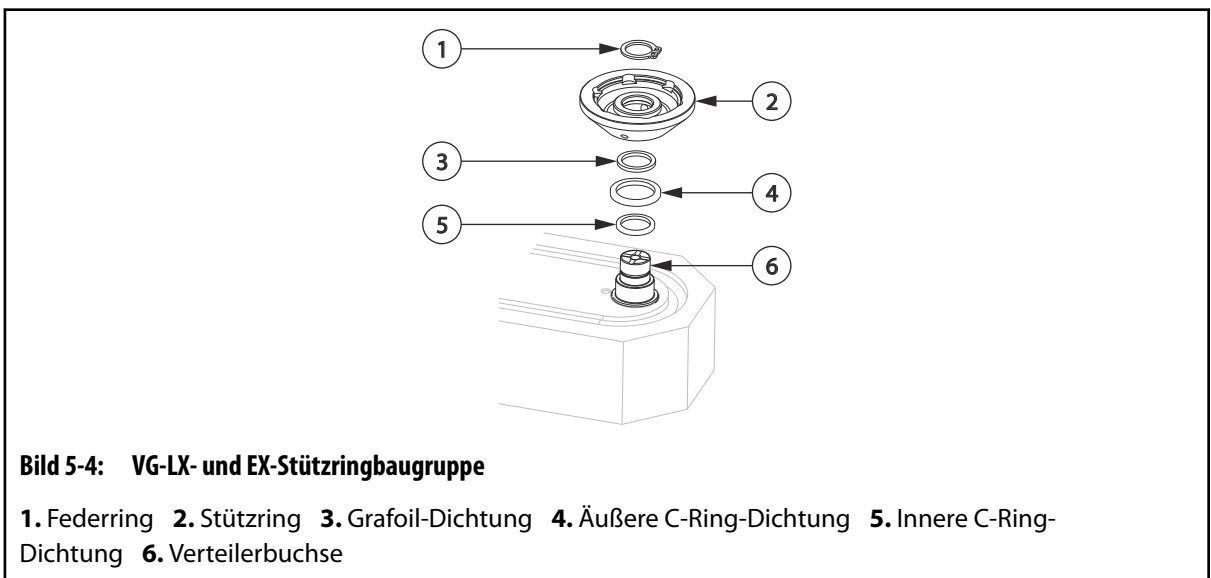 1
2
3
4
5
6
Bild 5-4: VG-LX- und EX-Stützringbaugruppe
1. Federring 2. Stützring 3. Grafoil-Dichtung 4. Äußere C-Ring-Dichtung 5. Innere C-Ring-
Dichtung 6. Verteilerbuchse